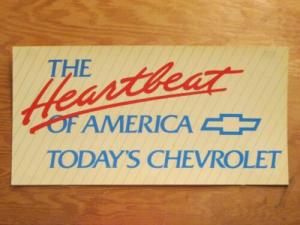 THE
Heartbeat
OF AMERICA
TODAY'S CHEVROLET